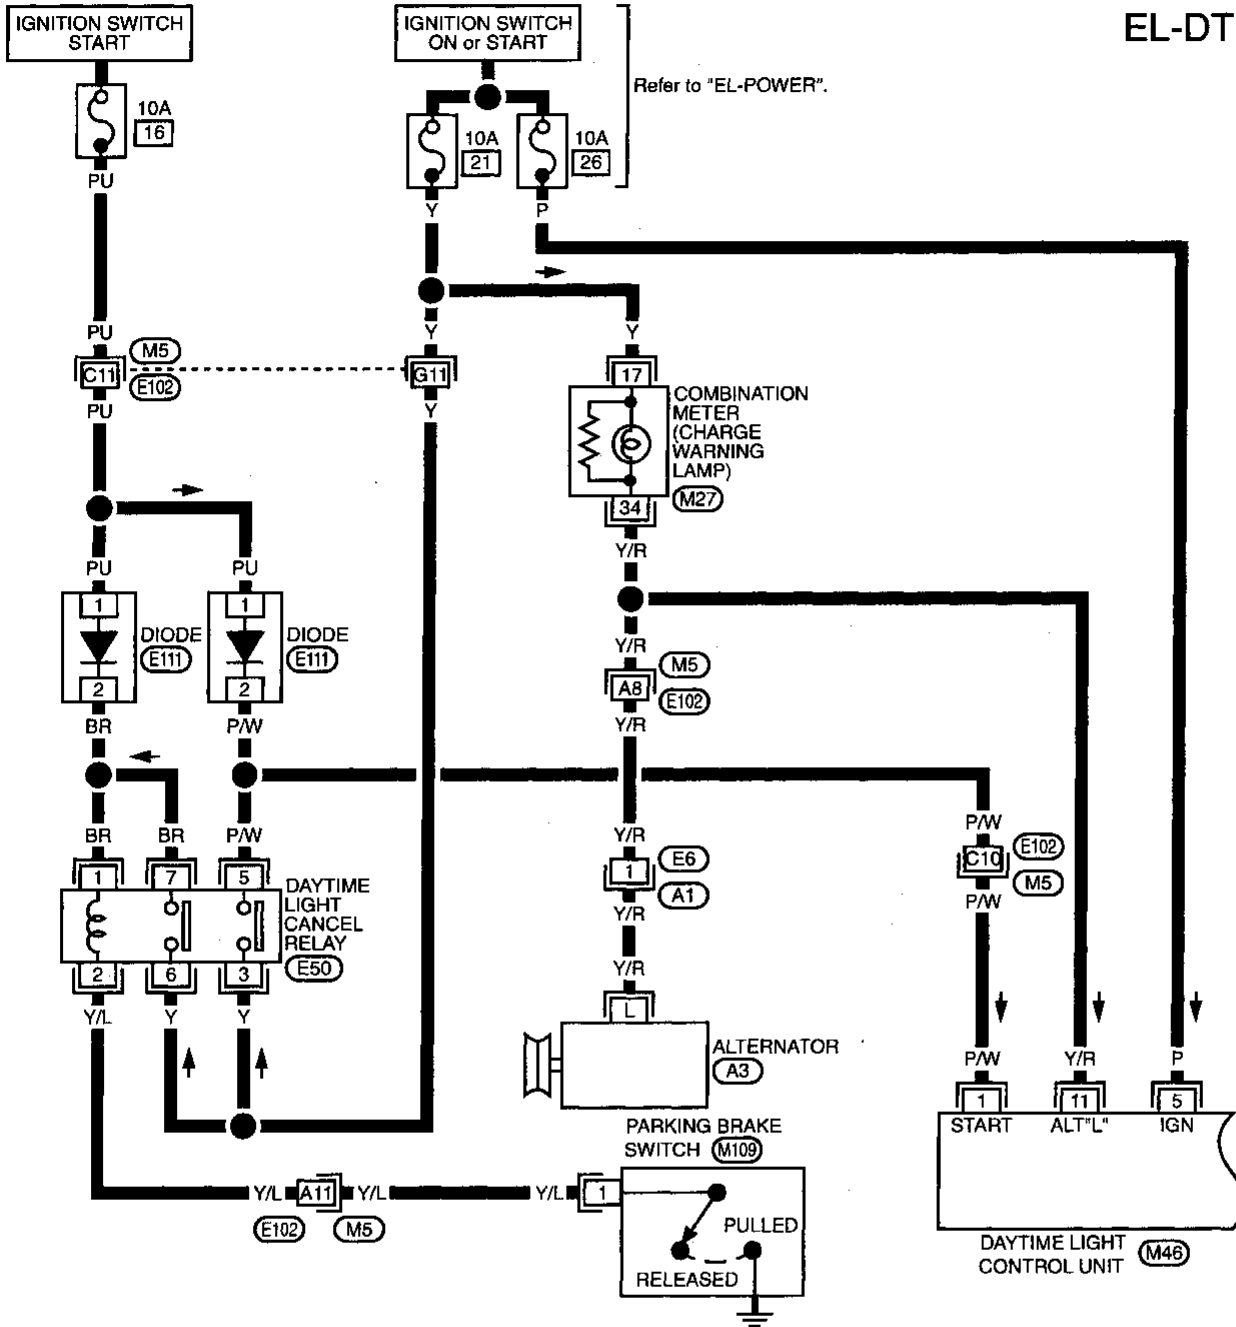 EL-DT
IGNITION SWITCH
START
IGNITION SWITCH
ON or START
Refer to "EL-POWER".
10A
16
10A
21
10A
26
PU
Y
P
PU
M5
C11
E102
PU
Y
G11
Y
Y
17
COMBINATION
METER
(CHARGE
WARNING
LAMP)
34
M27
Y/R
PU
PU
1
1
DIODE
E111
DIODE
E111
2
2
BR
P/W
Y/R
M5
A8
E102
Y/R
BR
BR
P/W
1
7
5
DAYTIME
LIGHT
CANCEL
RELAY
E50
2
6
3
Y/L
Y
Y
Y/R
E6
1
A1
Y/R
Y/R
L
ALTERNATOR
A3
P/W
E102
C10
M5
P/W
P/W
Y/R
P
1
11
5
START
ALT"L"
IGN
DAYTIME LIGHT
CONTROL UNIT
M46
PARKING BRAKE
SWITCH
M109
Y/L
A11
Y/L
Y/L
1
E102
M5
PULLED
RELEASED